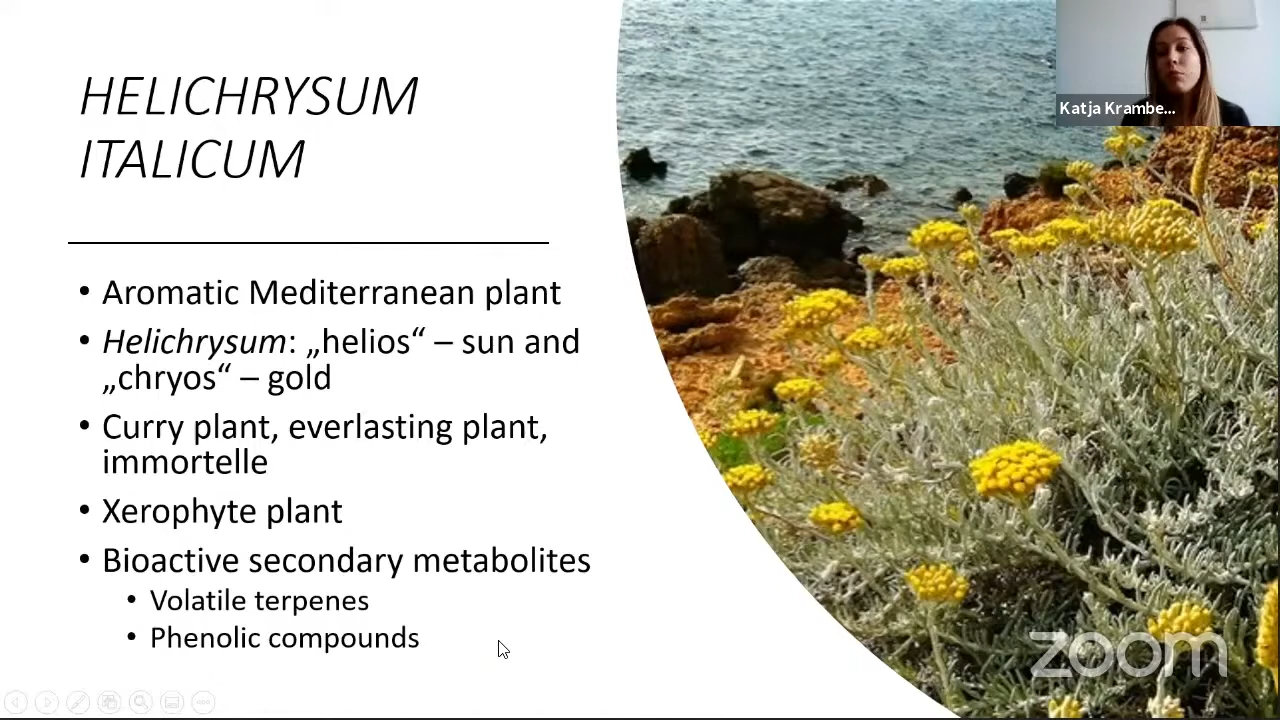 HELICHRYSUM
ITALICUM
• Aromatic Mediterranean plant
• Helichrysum: „helios“ – sun and
„chryos“ – gold
• Curry plant, everlasting plant,
immortelle
• Xerophyte plant
• Bioactive secondary metabolites
• Volatile terpenes
• Phenolic compounds
Katja Krambe...
zoom